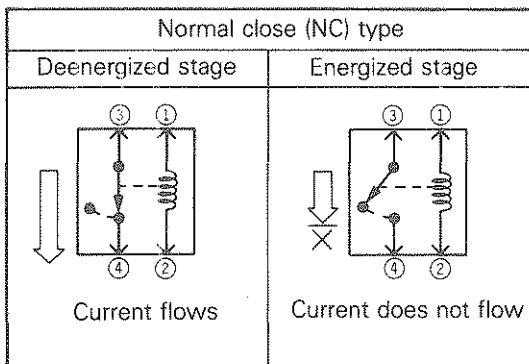 Normal close (NC) type
Deenergized stage
Energized stage
③ ①
③ ①
④ ②
④ ②
Current flows
Current does not flow